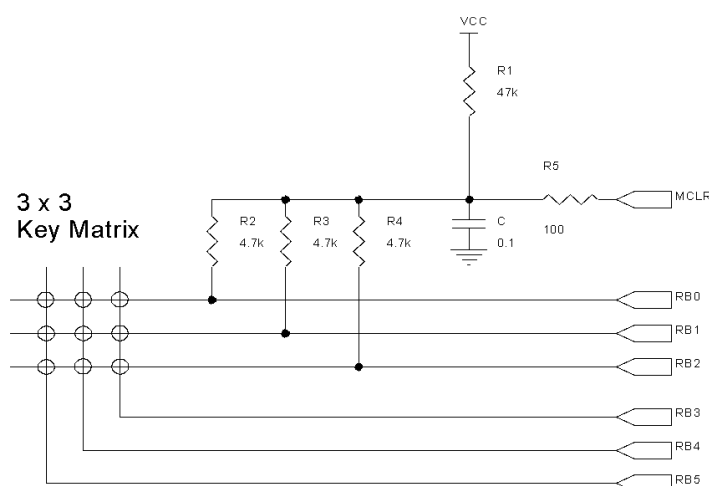 VCC
R1
47k
R5
MCLR
100
3 x 3
Key Matrix
R2
4.7k
R3
4.7k
R4
4.7k
C
0.1
RB0
RB1
RB2
RB3
RB4
RB5